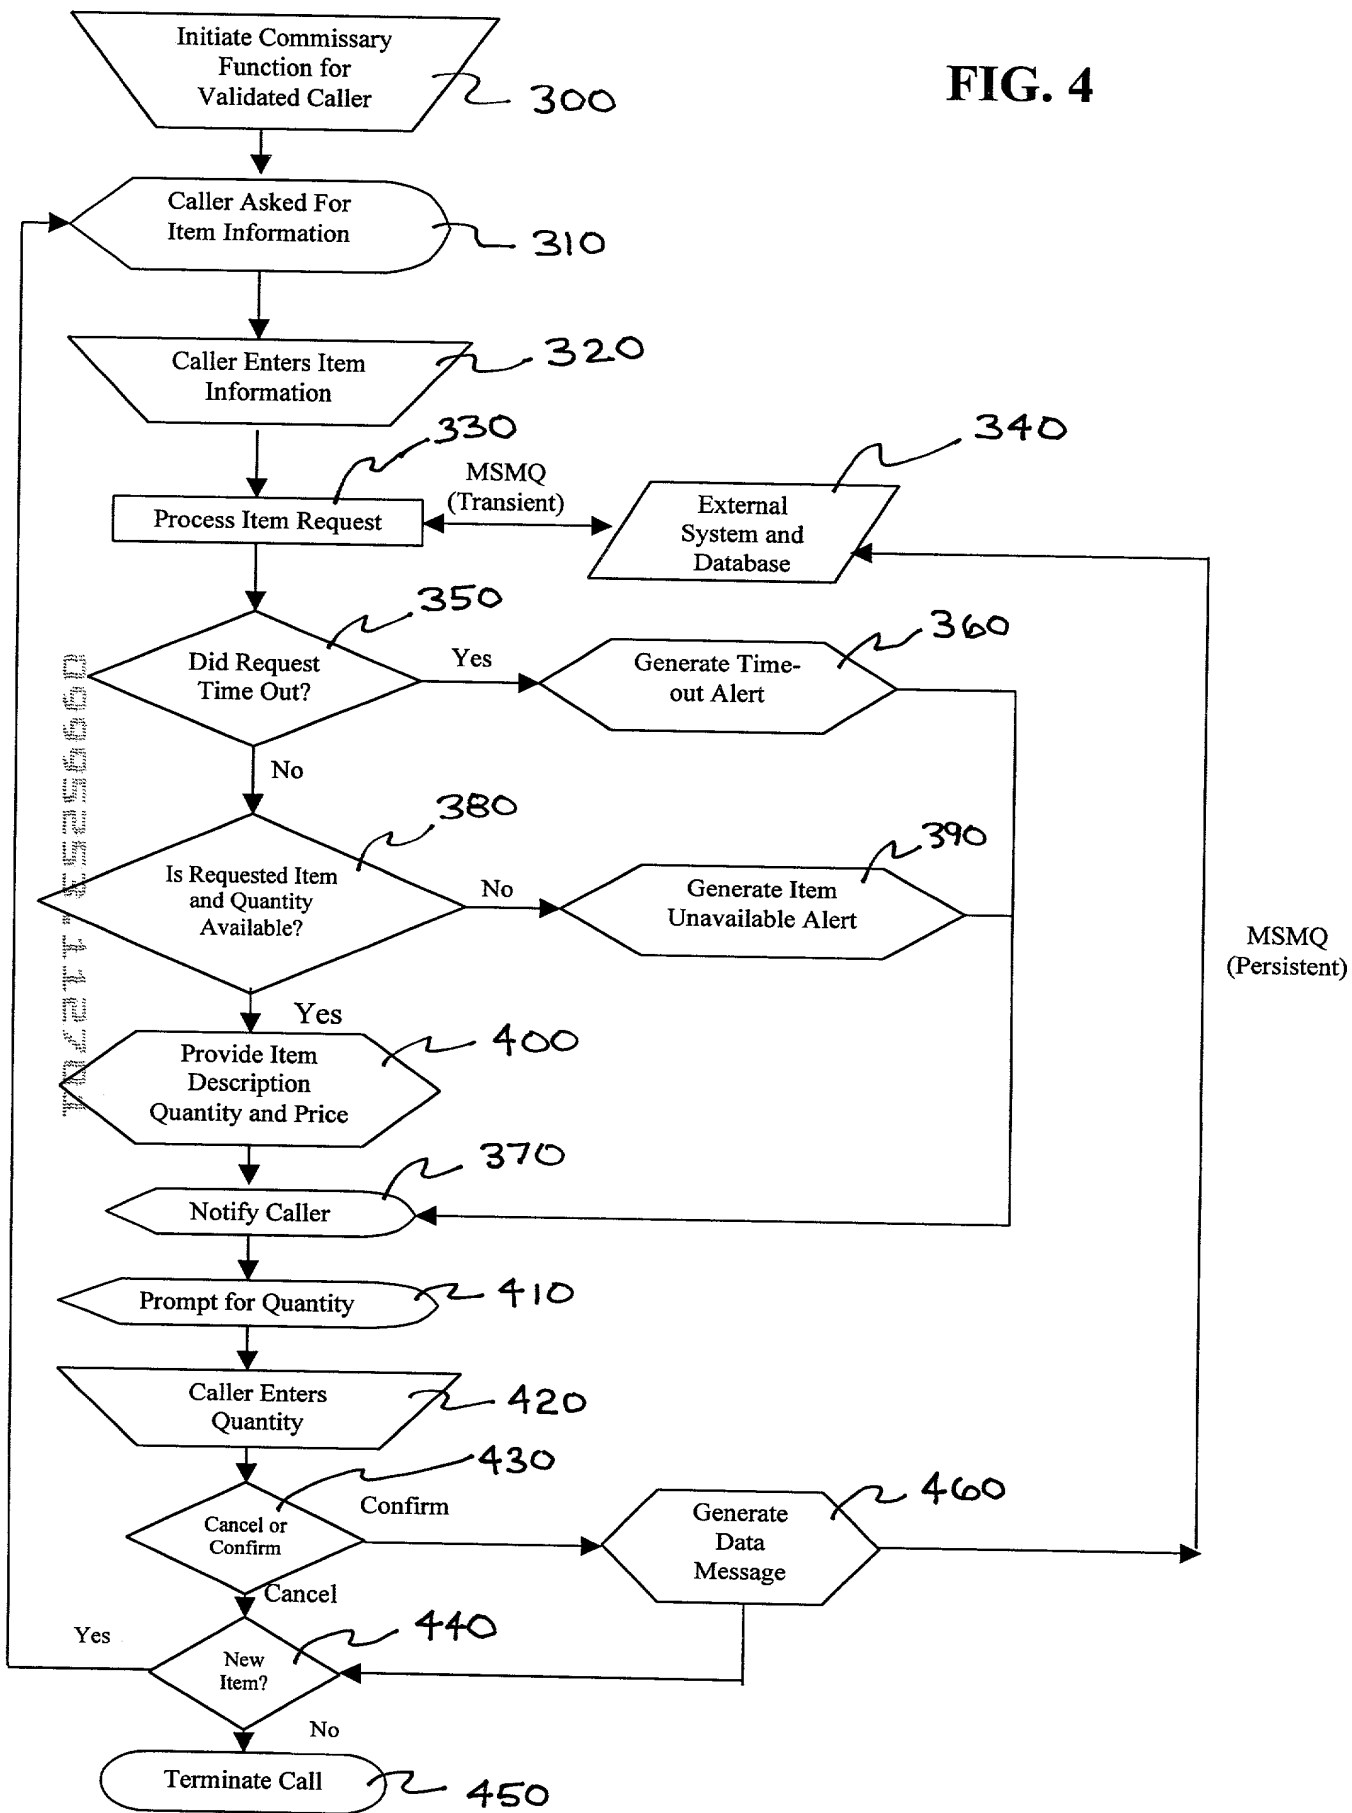 Initiate Commissary
Function for
Validated Caller
300
FIG. 4
Caller Asked For
Item Information
310
Caller Enters Item
Information
320
330
MSMQ
(Transient)
340
Process Item Request
External
System and
Database
350
Did Request
Time Out?
Yes
Generate Time-
out Alert
360
No
380
Is Requested Item
and Quantity
Available?
No
Generate Item
Unavailable Alert
390
MSMQ
(Persistent)
Yes
Provide Item
Description
Quantity and Price
400
370
Notify Caller
Prompt for Quantity
410
Caller Enters
Quantity
420
430
Cancel or
Confirm
Confirm
Generate
Data
Message
460
Cancel
440
Yes
New
Item?
No
Terminate Call
450